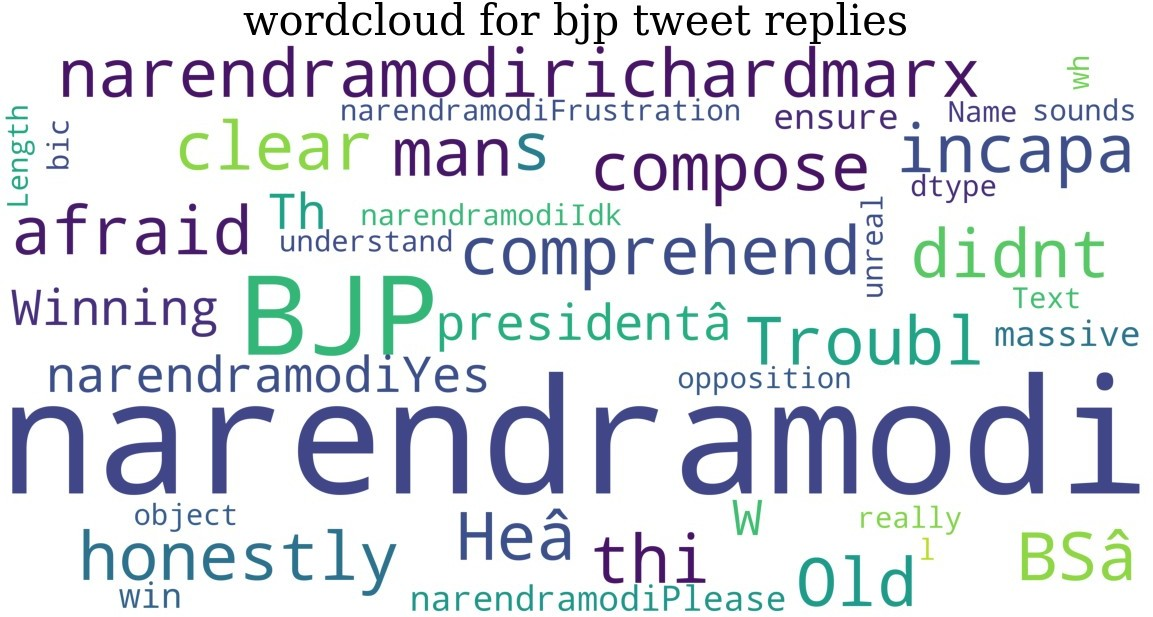 wordcloud for bjp tweet replies
narendramodirichardmarx
wh
Length
bic
narendramodiFrustration
ensure
Name
sounds
clear
mans
compose
incapa
dtype
afraid
Th
narendramodiIdk
understand
comprehend
unreal
didnt
Winning
BJP
presidentâ
Troubl
Text
massive
narendramodiYes
opposition
narendramodi
object
honestly
win
Heâ
thi
W
really
l
Old
BSâ
narendramodiPlease